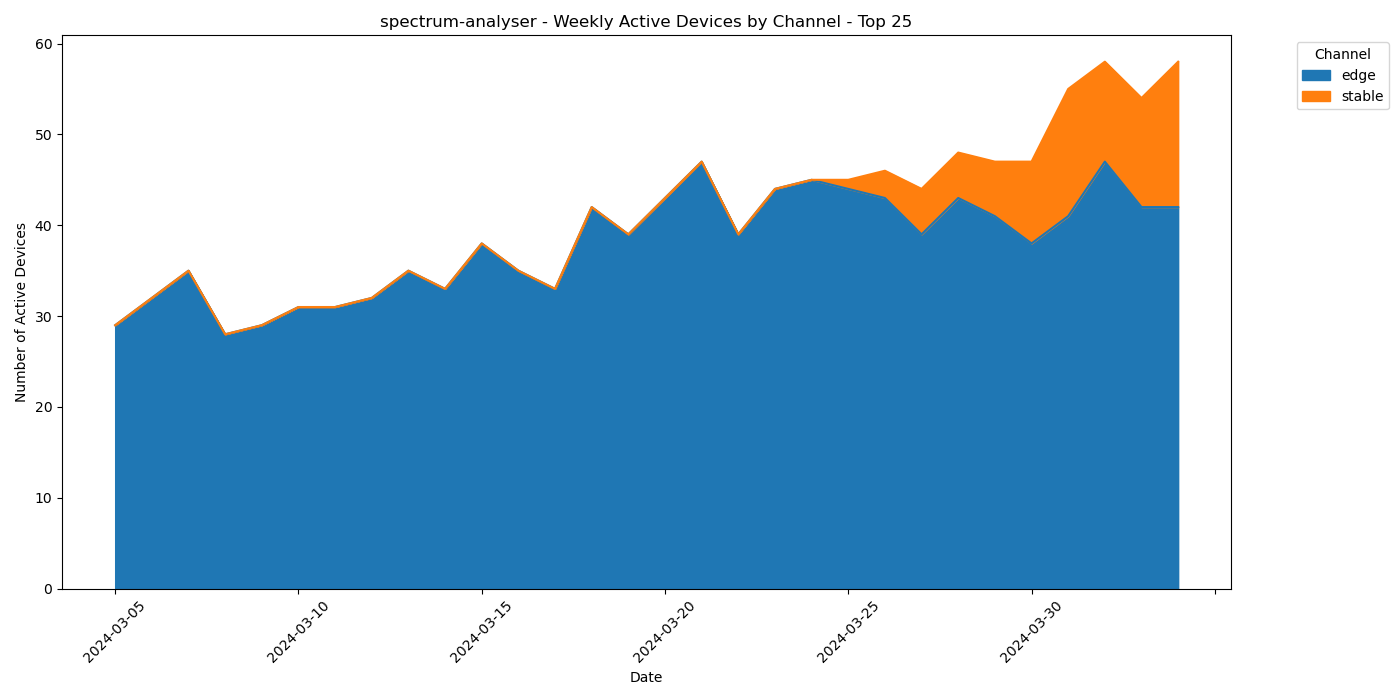 spectrum-analyser - Weekly Active Devices by Channel - Top 25
Channel
edge
stable
Number of Active Devices
60
50
40
30
20
10
0
2024-03-05
2024-03-10
2024-03-15
2024-03-20
2024-03-25
2024-03-30
Date